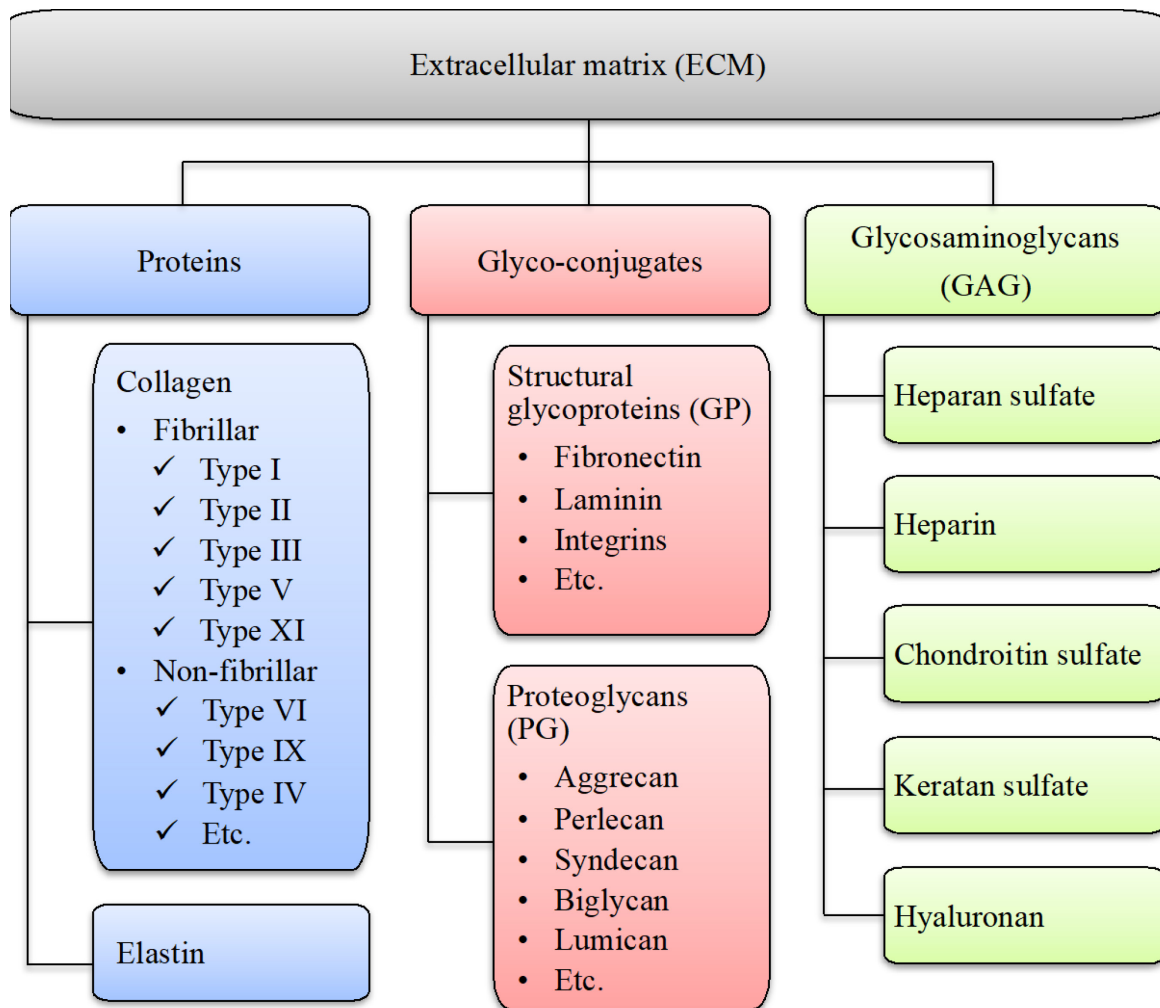 Extracellular matrix (ECM)
Proteins
Collagen
• Fibrillar
✓ Type I
✓ Type II
✓ Type III
✓ Type V
✓ Type XI
• Non-fibrillar
✓ Type VI
✓ Type IX
✓ Type IV
✓ Etc.
Elastin
Glyco-conjugates
Structural
glycoproteins (GP)
• Fibronectin
• Laminin
• Integrins
• Etc.
Proteoglycans
(PG)
• Aggrecan
• Perlecan
• Syndecan
• Biglycan
• Lumican
• Etc.
Glycosaminoglycans
(GAG)
Heparan sulfate
Heparin
Chondroitin sulfate
Keratan sulfate
Hyaluronan